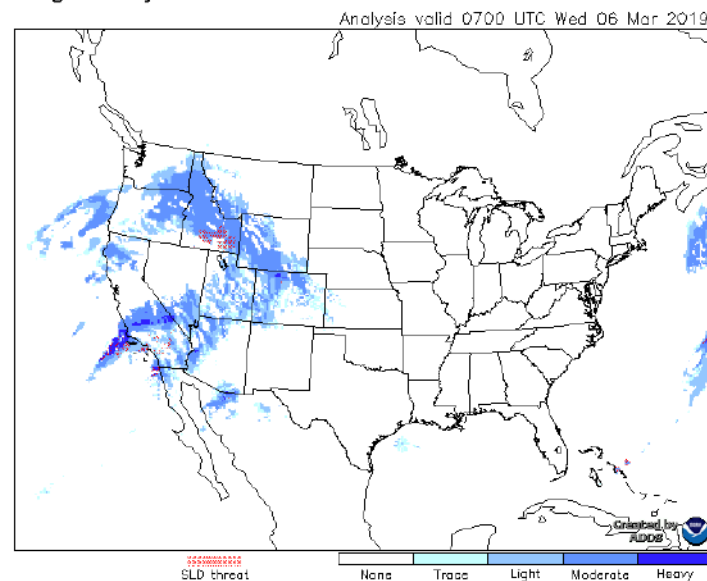 Analysis valid 0700 UTC Wed 06 Mar 2019
Created by
ADDS
SLD threat
None Trace Light Moderate Heavy